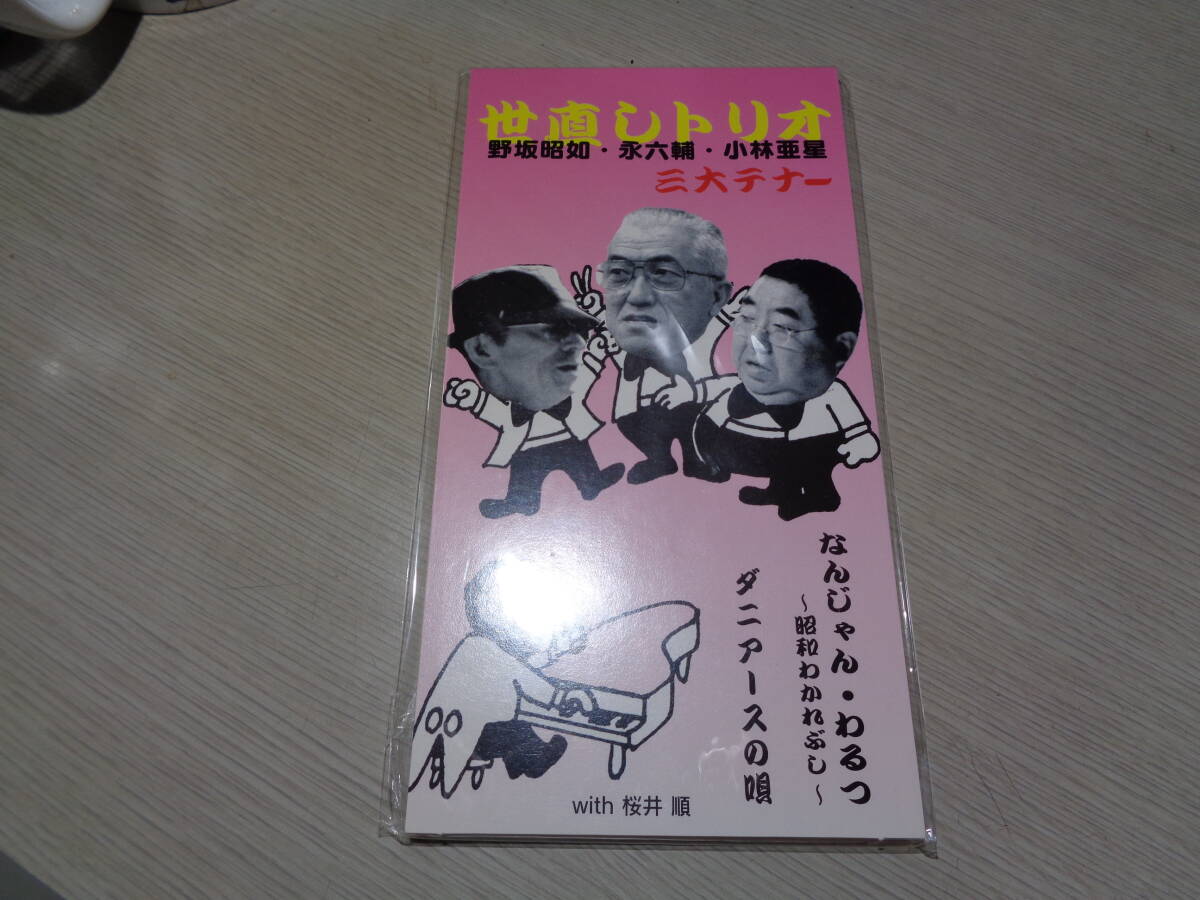 世直シトリオ
野坂昭如・永六輔・小林亜星
三大テナー
なんじゃん・わるつ
～昭和わかれぶし～
ダニアースの唄
with 桜井 順